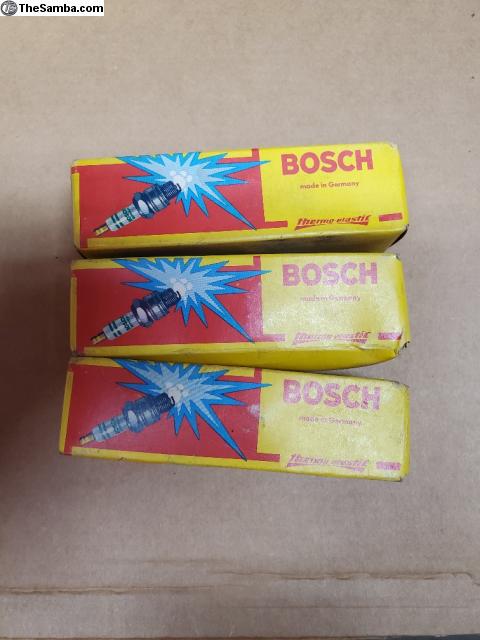 TheSamba.com
BOSCH
made in Germany
thermo-elastic
BOSCH
made in Germany
thermo-elastic
BOSCH
made in Germany
thermo-elastic